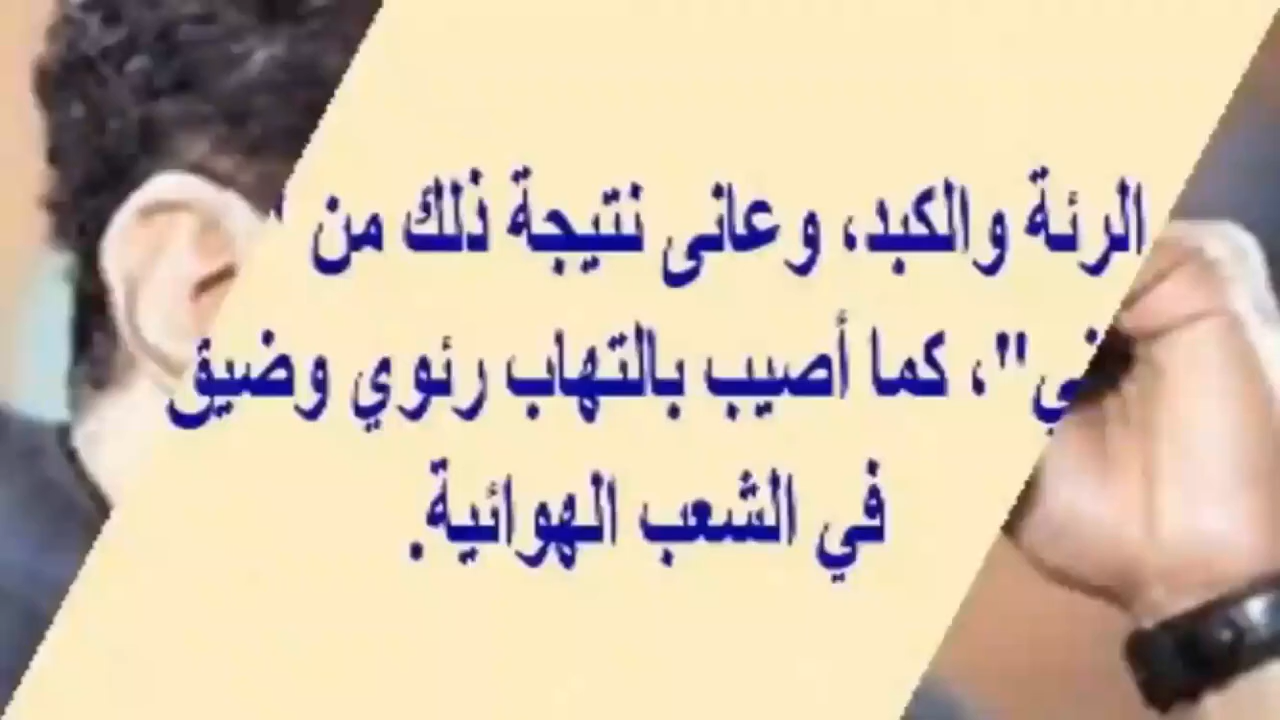 الرئة والكبد، وعانى نتيجة ذلك من
"، كما أصيب بالتهاب رئوي وضيق
في الشعب الهوائية.